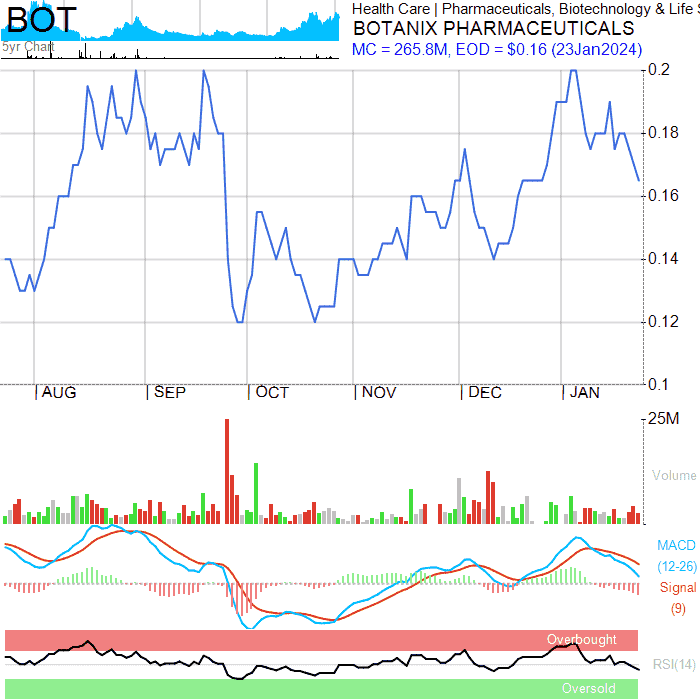 BOT
5yr Chart
Health Care | Pharmaceuticals, Biotechnology & Life S
BOTANIX PHARMACEUTICALS
MC = 265.8M, EOD = $0.16 (23Jan2024)
0.2
0.18
0.16
0.14
0.12
0.1
AUG SEP OCT NOV DEC JAN
25M
Volume
MACD
(12-26)
Signal
(9)
Overbought
RSI(14)
Oversold